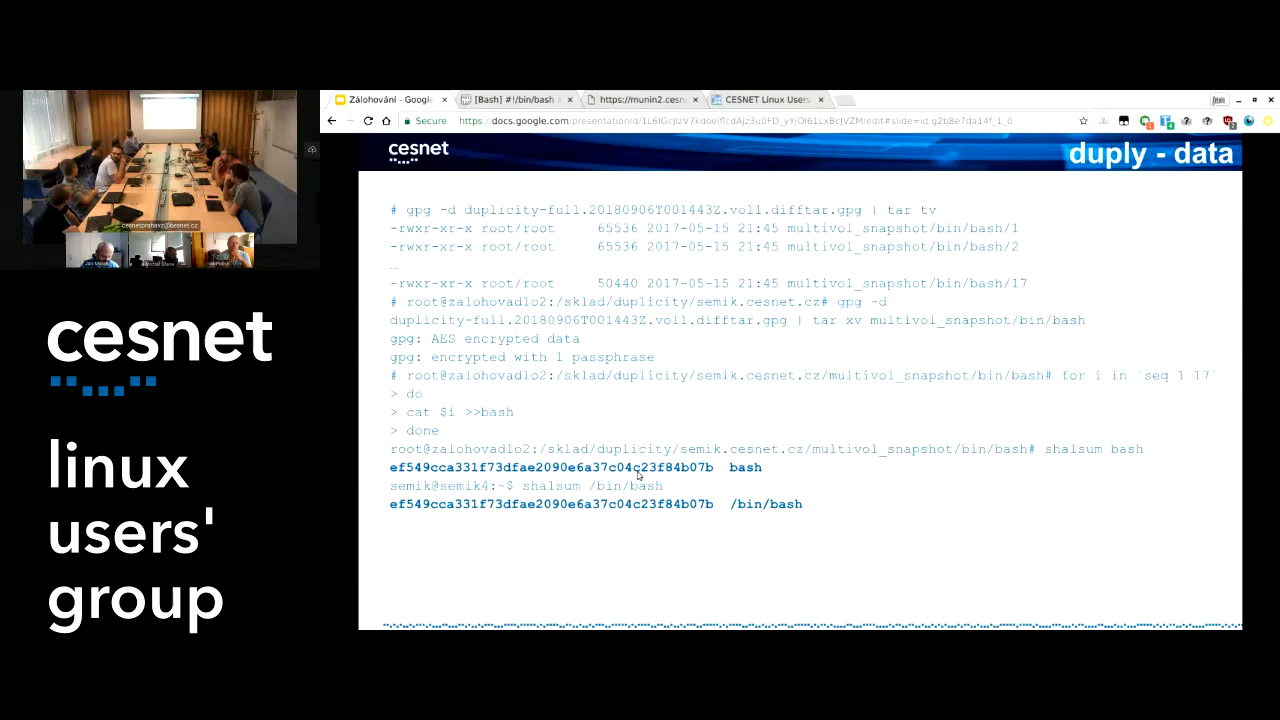 cesnetprahavz@cesnet.cz
cesnet
linux
users'
group
Zálohování - Google
[Bash] #!/bin/bash
https://munin2.cesn
CESNET Linux Users
Secure
cesnet
duply - data
# gpg -d duplicity-full.20180906T001443Z.vol1.difftar.gpg | tar tv
-rwxr-xr-x root/root 65536 2017-05-15 21:45 multivol_snapshot/bin/bash/1
-rwxr-xr-x root/root 65536 2017-05-15 21:45 multivol_snapshot/bin/bash/2
…
-rwxr-xr-x root/root 50440 2017-05-15 21:45 multivol_snapshot/bin/bash/17
# root@zalohovadlo2:/sklad/duplicity/semik.cesnet.cz# gpg -d
duplicity-full.20180906T001443Z.vol1.difftar.gpg | tar xv multivol_snapshot/bin/bash
gpg: AES encrypted data
gpg: encrypted with 1 passphrase
# root@zalohovadlo2:/sklad/duplicity/semik.cesnet.cz/multivol_snapshot/bin/bash# for i in `seq 1 17`
> do
> cat $i >>bash
> done
root@zalohovadlo2:/sklad/duplicity/semik.cesnet.cz/multivol_snapshot/bin/bash# sha1sum bash
ef549cca331f73dfae2090e6a37c04c23f84b07b bash
semik@semik4:~$ sha1sum /bin/bash
ef549cca331f73dfae2090e6a37c04c23f84b07b /bin/bash